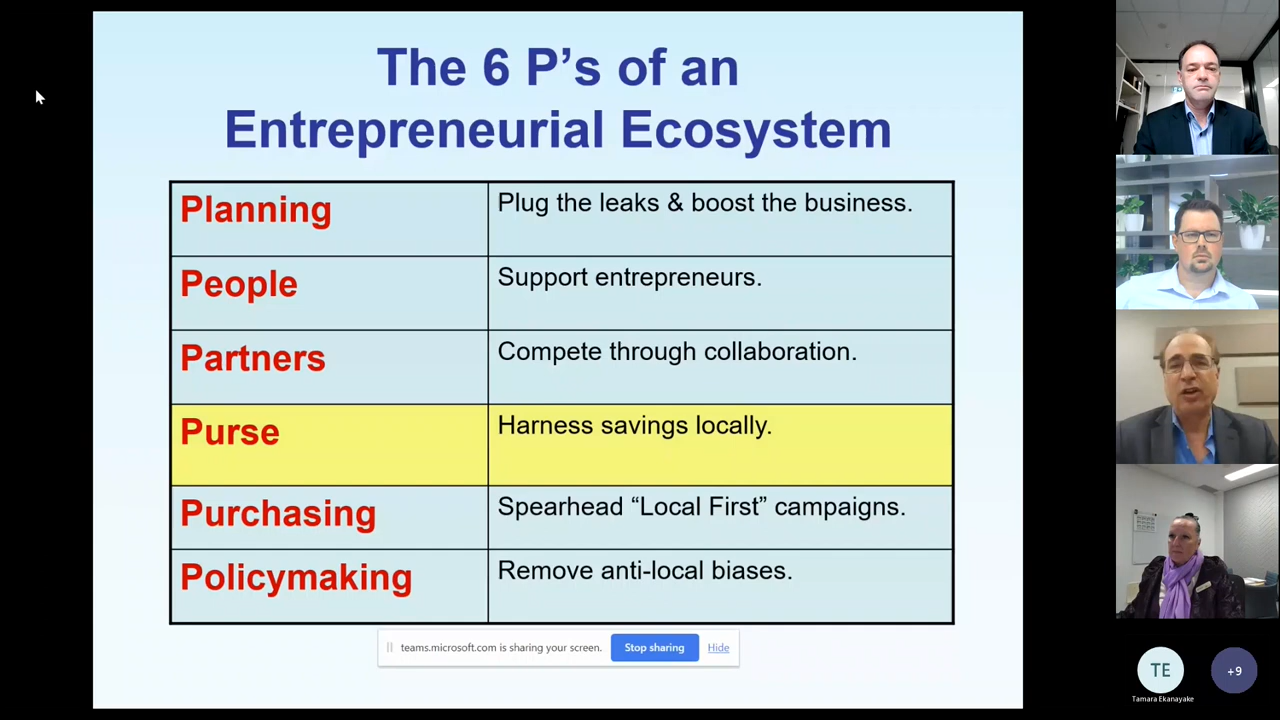 The 6 P's of an
Entrepreneurial Ecosystem
Planning
Plug the leaks & boost the business.
People
Support entrepreneurs.
Partners
Compete through collaboration.
Purse
Harness savings locally.
Purchasing
Spearhead “Local First” campaigns.
Policymaking
Remove anti-local biases.
teams.microsoft.com is sharing your screen.
Stop sharing
Hide
TE
Tamara Ekanayake
+9